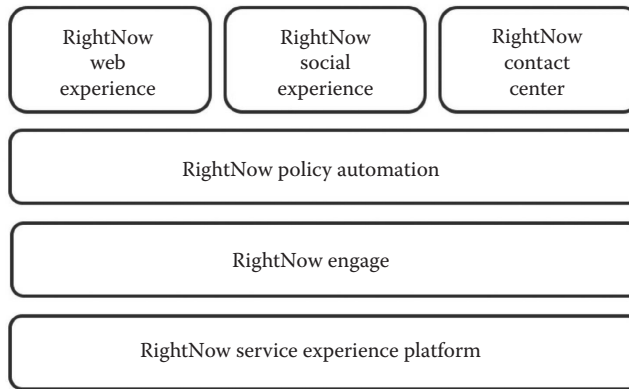 RightNow
web
experience
RightNow
social
experience
RightNow
contact
center
RightNow policy automation
RightNow engage
RightNow service experience platform